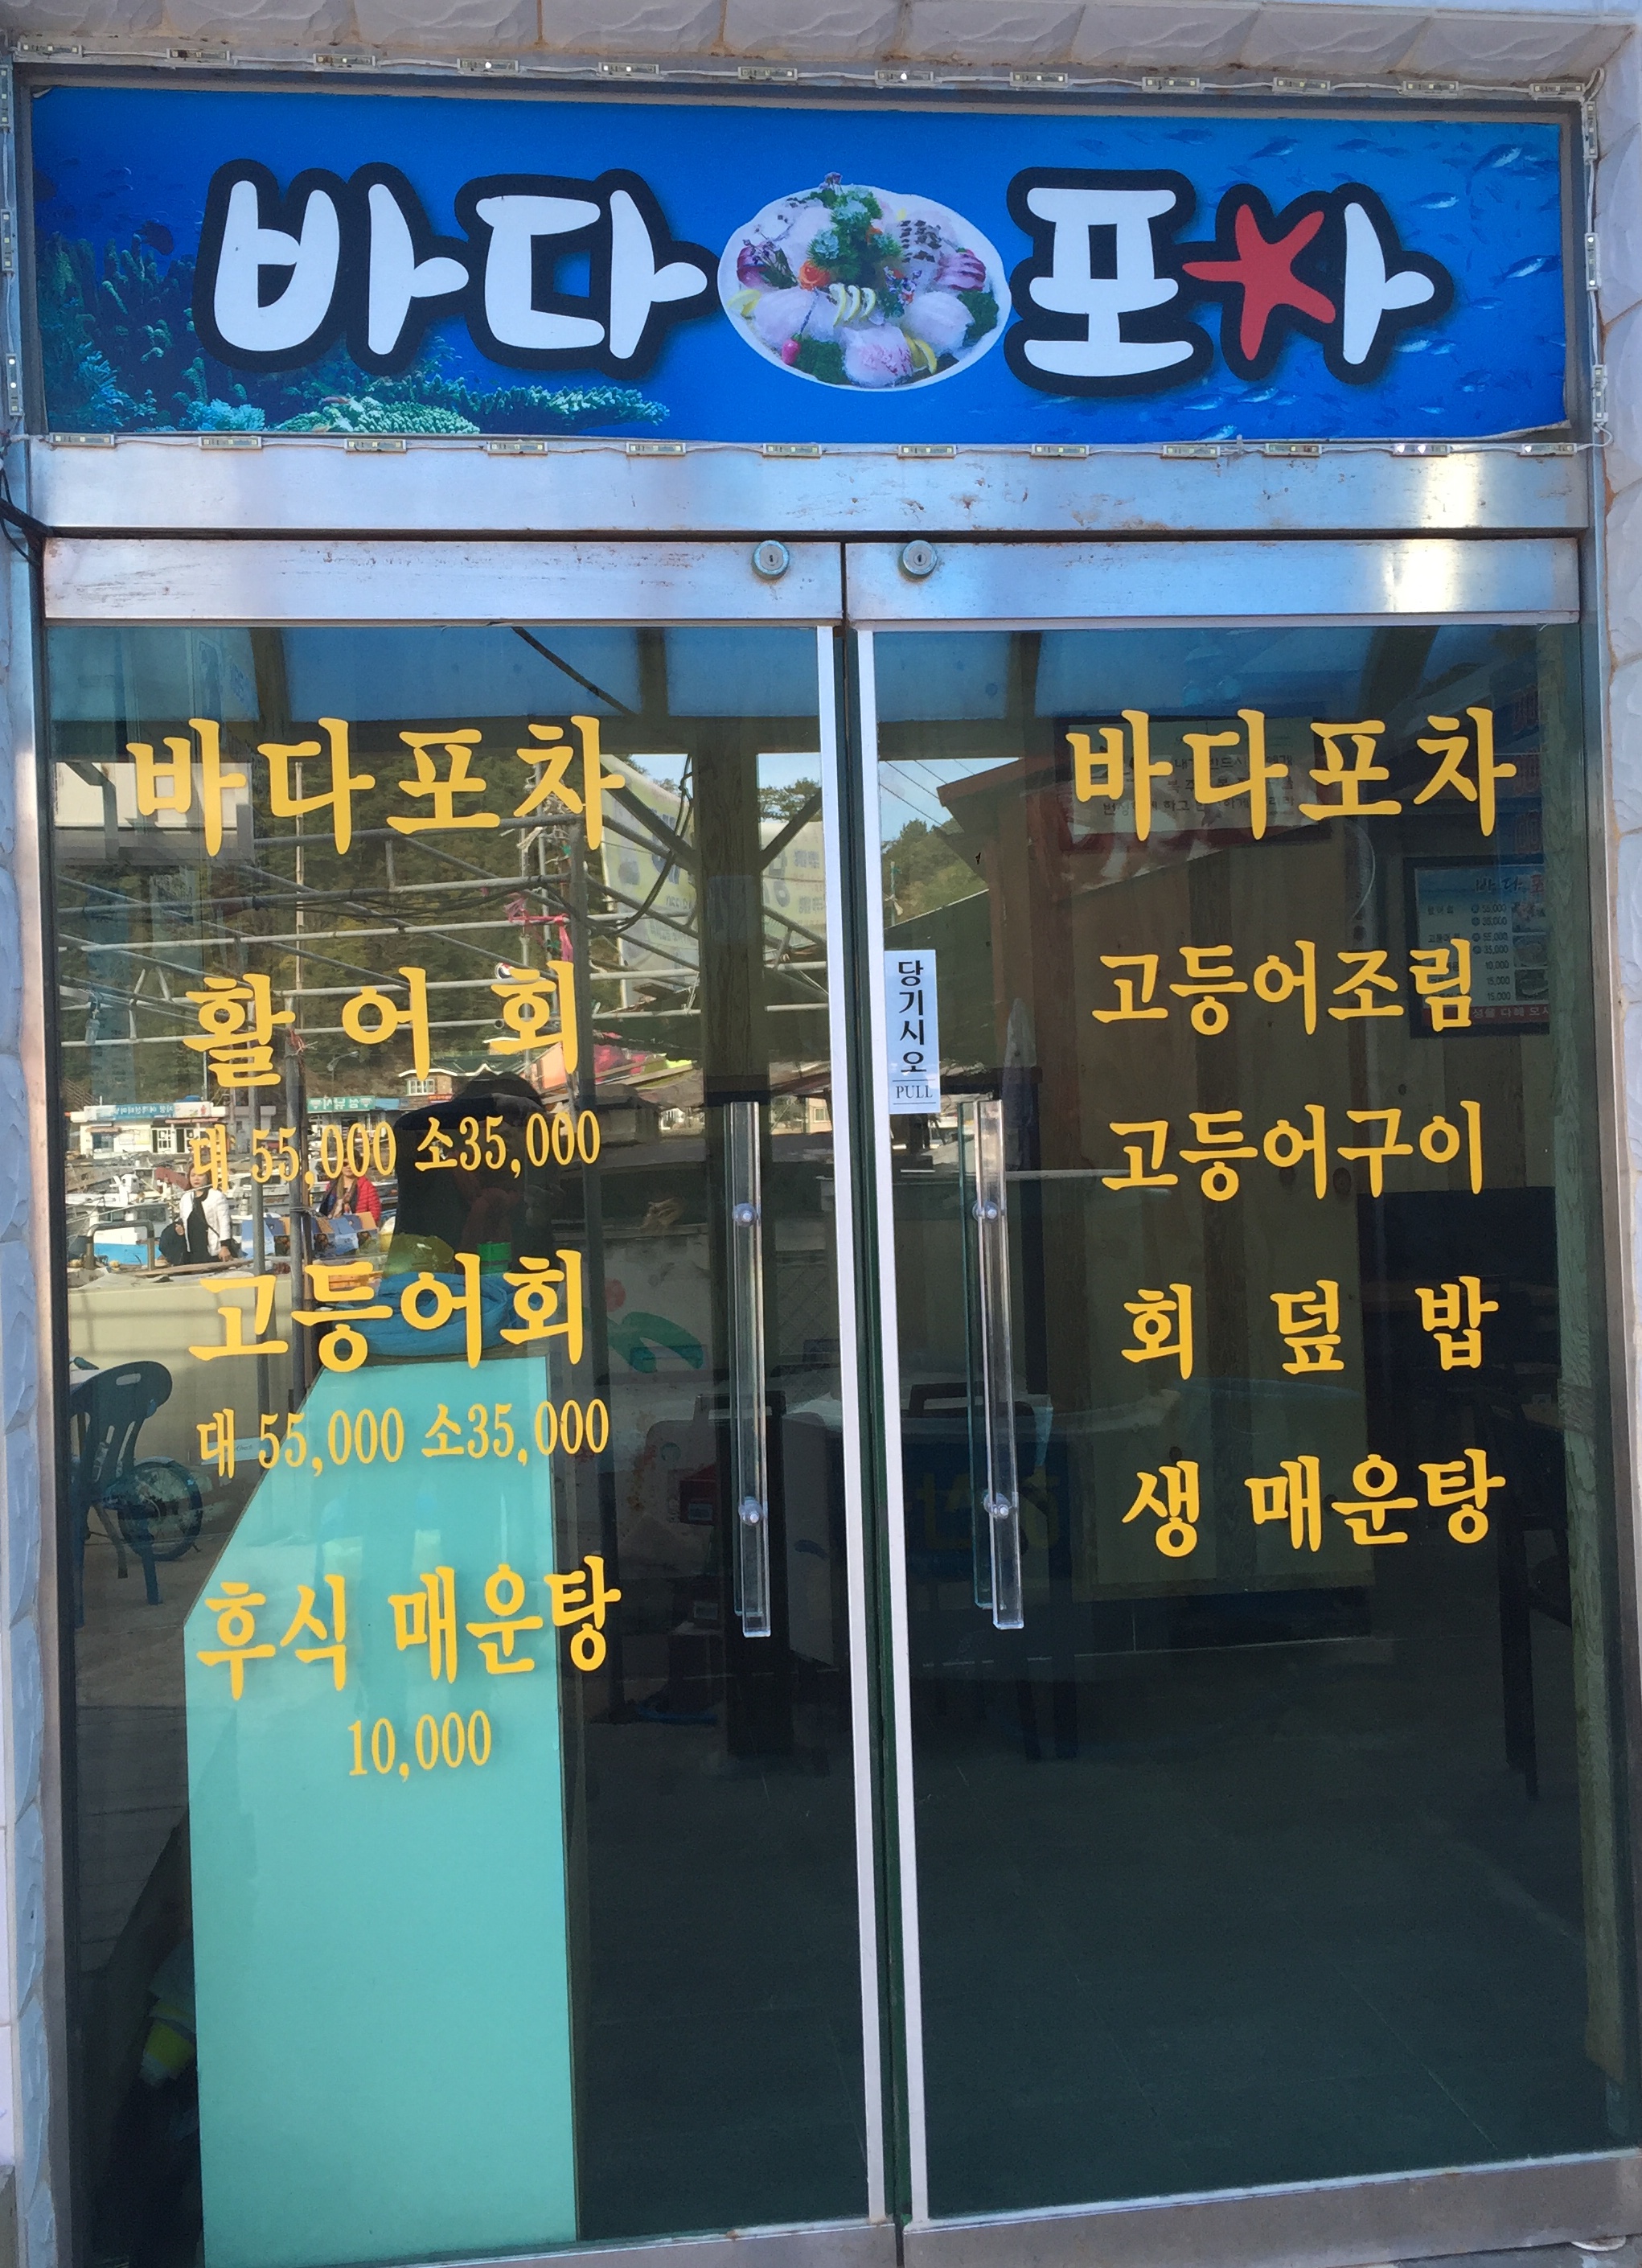 바다포차
바다포차
활어회
대 55,000 소35,000
고등어회
대 55,000 소35,000
후식 매운탕
10,000
당기시오
PULL
바다포차
고등어조림
고등어구이
회 덮 밥
생 매운탕